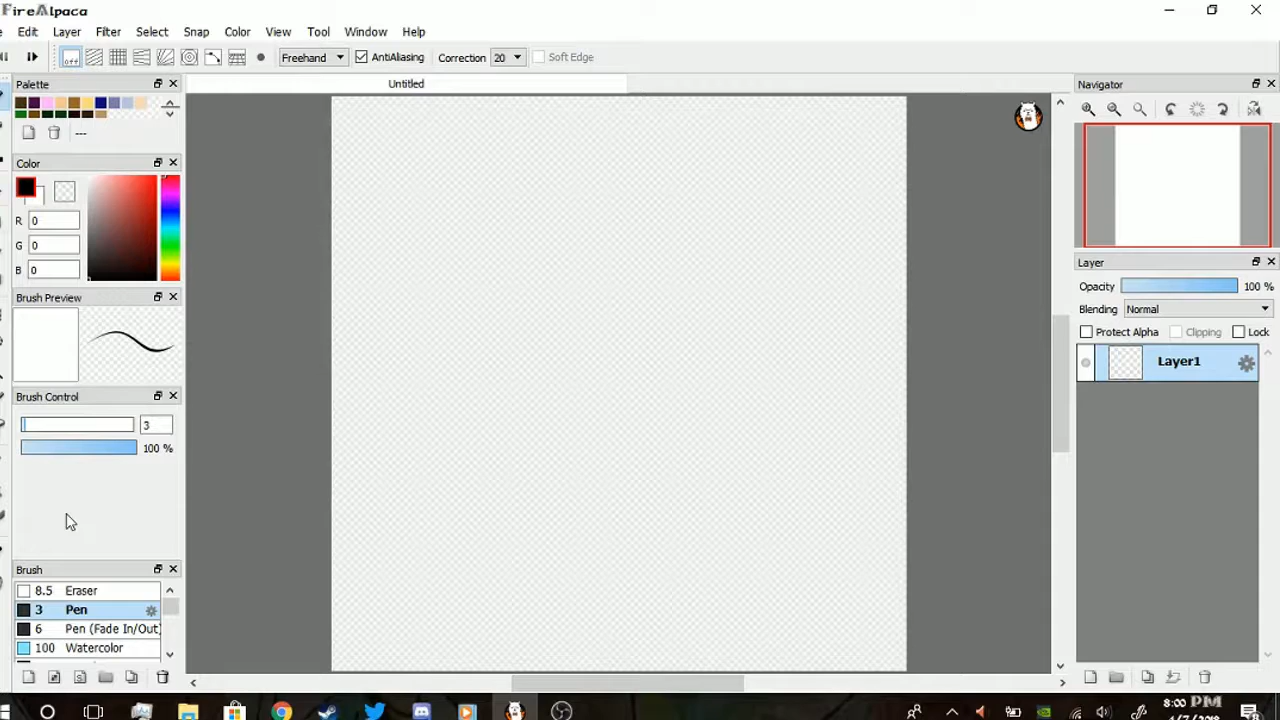 FireAlpaca
Edit Layer Filter Select Snap Color View Tool Window Help
off Freehand AntiAliasing Correction 20 Soft Edge
Palette
Untitled
Navigator
---
Color
R 0
G 0
B 0
Brush Preview
Layer
Opacity 100 %
Blending Normal
Protect Alpha Clipping Lock
Layer1
Brush Control
3
100 %
Brush
8.5 Eraser
3 Pen
6 Pen (Fade In/Out)
100 Watercolor
8:00 PM